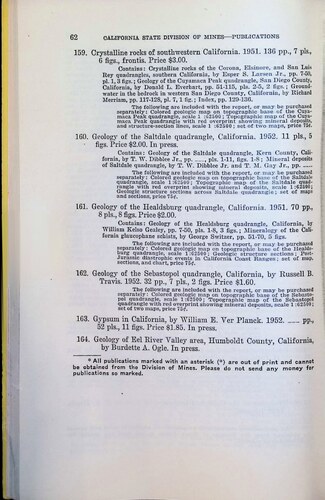 62 CALIFORNIA STATE DIVISION OF MINES—PUBLICATIONS
159. Crystalline rocks of southwestern California. 1951. 136 pp., 7 pls.,
6 figs., frontis. Price $3.00.
Contains: Crystalline rocks of the Corona, Elsinore, and San Luis
Rey quadrangles, southern California, by Esper S. Larsen Jr., pp. 7-50,
pl. 1, 3 figs.; Geology of the Cuyamaca Peak quadrangle, San Diego County,
California, by Donald L. Everhart, pp. 51-115, pls. 2-5, 2 figs.; Ground-
water in the bedrock in western San Diego County, California, by Richard
Merriam, pp. 117-128, pl. 7, 1 fig.; Index, pp. 129-136.
The following are included with the report, or may be purchased
separately: Colored geologic map on topographic base of the Cuya-
maca Peak quadrangle, scale 1:62500; Topographic map of the Cuya-
maca Peak quadrangle with red overprint showing mineral deposits,
and structure-section lines, scale 1:62500; set of two maps, price 75¢.
160. Geology of the Saltdale quadrangle, California. 1952. 11 pls., 5
figs. Price $2.00. In press.
Contains: Geology of the Saltdale quadrangle, Kern County, Cali-
fornia, by T. W. Dibblee Jr., pp. ...., pls. 1-11, figs. 1-8; Mineral deposits
of Saltdale quadrangle, by T. W. Dibblee Jr. and T. M. Gay Jr., pp. ....
The following are included with the report, or may be purchased
separately: Colored geologic map on topographic base of the Saltdale
quadrangle, scale 1:62500; Topographic map of the Saltdale quad-
rangle with red overprint showing mineral deposits, scale 1:62500;
Geologic structure sections across Saltdale quadrangle; set of maps
and sections, price 75¢.
161. Geology of the Healdsburg quadrangle, California. 1951. 70 pp.,
8 pls., 8 figs. Price $2.00.
Contains: Geology of the Healdsburg quadrangle, California, by
William Kelso Gealey, pp. 7-50, pls. 1-8, 3 figs.; Mineralogy of the Cali-
fornia glaucophane schists, by George Switzer, pp. 51-70, 5 figs.
The following are included with the report, or may be purchased
separately: Colored geologic map on topographic base of the Healds-
burg quadrangle, scale 1:62500; Geologic structure sections; Post-
Jurassic diastrophic events in California Coast Ranges; set of map,
sections, and chart, price 75¢.
162. Geology of the Sebastopol quadrangle, California, by Russell B.
Travis. 1952. 32 pp., 7 pls., 2 figs. Price $1.60.
The following are included with the report, or may be purchased
separately: Colored geologic map on topographic base of the Sebasto-
pol quadrangle, scale 1:62500; Topographic map of the Sebastopol
quadrangle with red overprint showing mineral deposits, scale 1:62500;
set of two maps, price 75¢.
163. Gypsum in California, by William E. Ver Planck. 1952. .... pp.,
52 pls., 11 figs. Price $1.85. In press.
164. Geology of Eel River Valley area, Humboldt County, California,
by Burdette A. Ogle. In press.
* All publications marked with an asterisk (*) are out of print and cannot
be obtained from the Division of Mines. Please do not send any money for
publications so marked.